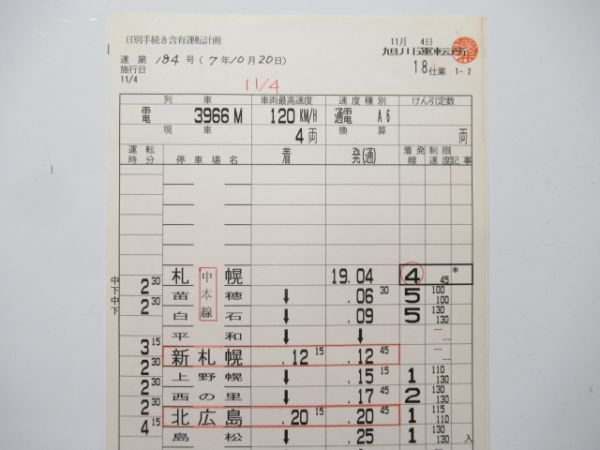 日別手続き含有運転計画
達 第 184 号 (7年10月20日)
施行日
11/4
11/4
11月 4日
旭川運転所
18 仕業 1-2
列 車 車両最高速度 速度種別 けん引定数
電 3966M 120 KM/H 通電 A6
現 車 4 両 換 算 両
運転時分 停車場名 着 発(通) 着発線 制限速度 記事
中本線
札幌 19.04 4 45 *
中下 2 30
苗穂 ↓ .06 30 5 100 100
中下 2 30
白石 ↓ .09 5 130 130
平和 ↓ ↓ -- --
3 15
新札幌 .12 15 .12 45 --
2 30
上野幌 ↓ .15 15 1 110 130
2 30
西の里 ↓ .17 45 2 130 130
2 30
北広島 .20 15 .20 45 1 115 110
4 15
島松 ↓ .25 1 130 130 入